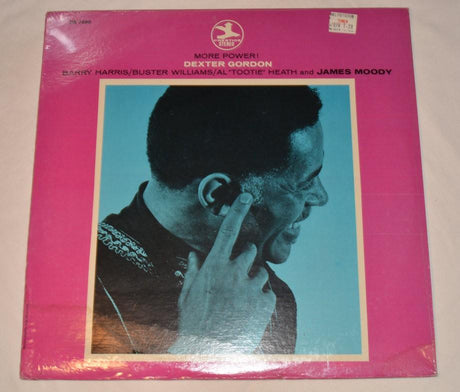 PRESTIGE
STEREO
MORE POWER!
DEXTER GORDON
BARRY HARRIS/BUSTER WILLIAMS/AL "TOOTIE" HEATH and JAMES MOODY